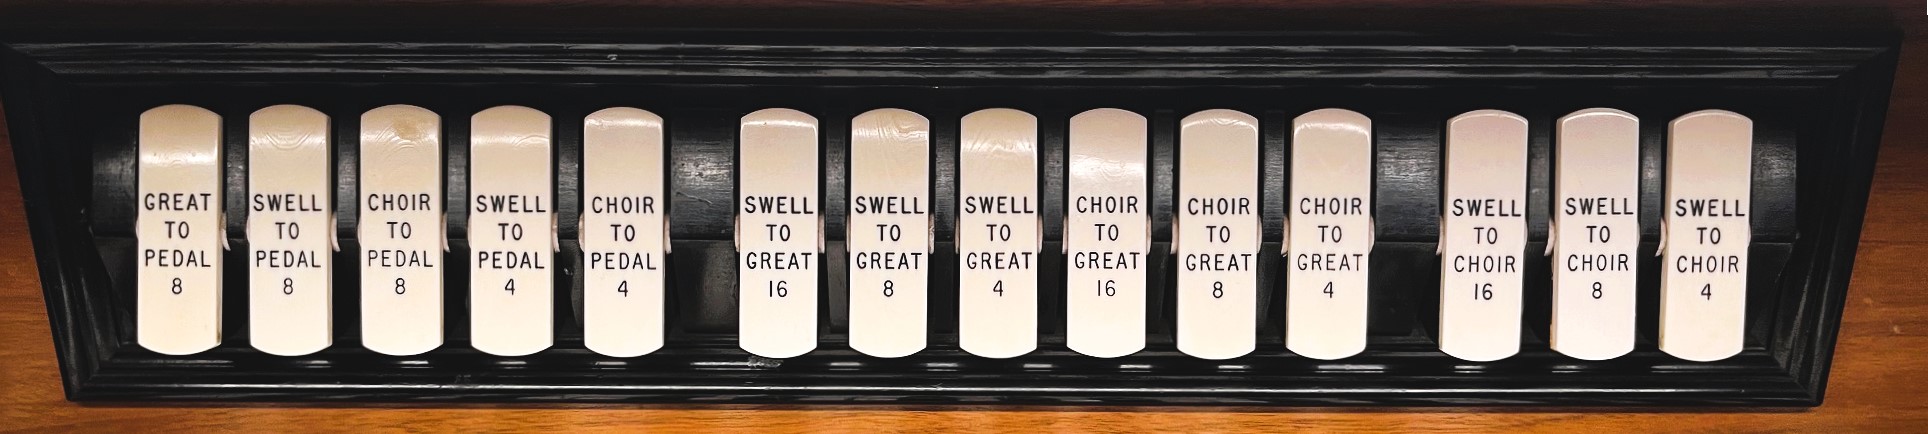 GREAT
TO
PEDAL
8
SWELL
TO
PEDAL
8
CHOIR
TO
PEDAL
8
SWELL
TO
PEDAL
4
CHOIR
TO
PEDAL
4
SWELL
TO
GREAT
16
SWELL
TO
GREAT
8
SWELL
TO
GREAT
4
CHOIR
TO
GREAT
16
CHOIR
TO
GREAT
8
CHOIR
TO
GREAT
4
SWELL
TO
CHOIR
16
SWELL
TO
CHOIR
8
SWELL
TO
CHOIR
4